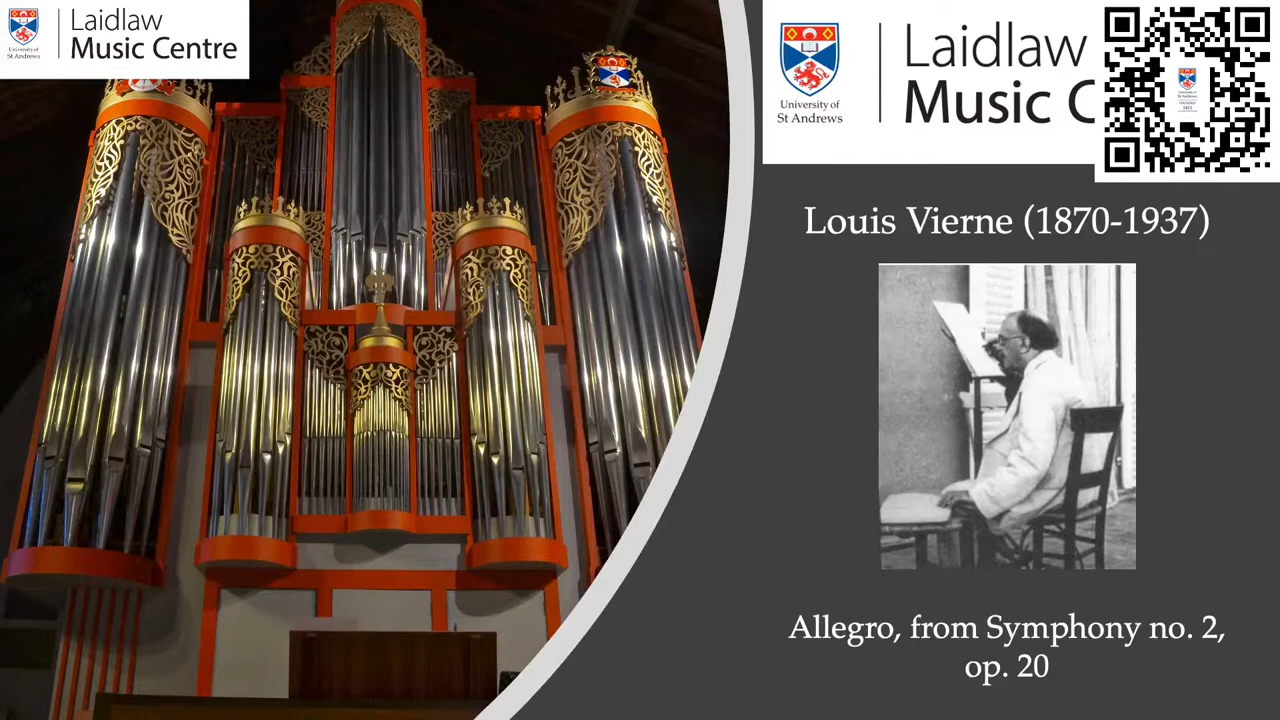 Laidlaw
Music Centre
University of
St Andrews
Laidlaw
Music C
University of
St Andrews
Louis Vierne (1870-1937)
Allegro, from Symphony no. 2,
op. 20